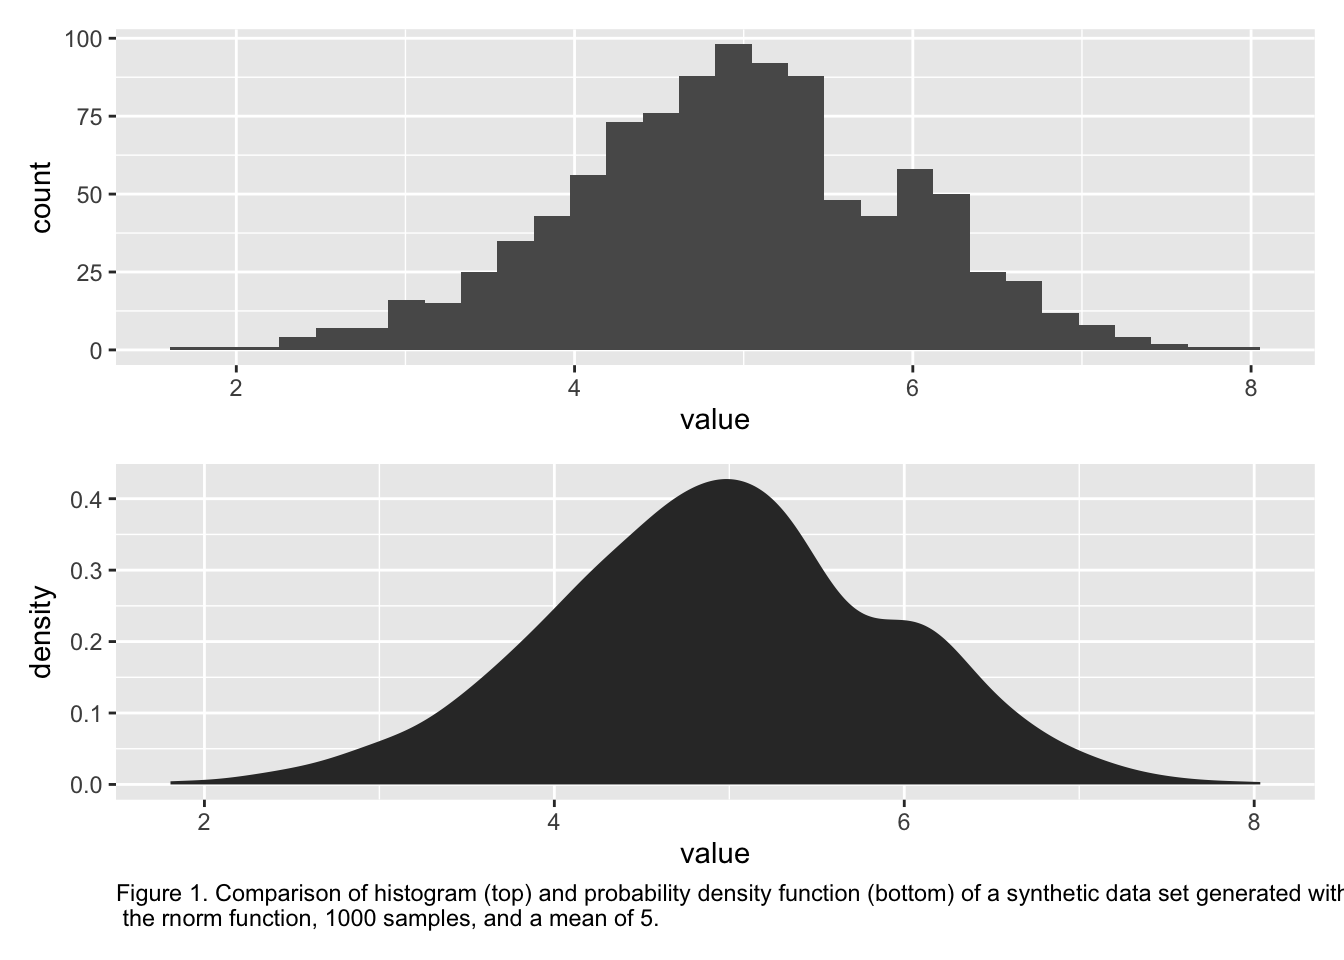 100
75
50
25
0
count
2 4 6 8
value
0.4
0.3
0.2
0.1
0.0
density
2 4 6 8
value
Figure 1. Comparison of histogram (top) and probability density function (bottom) of a synthetic data set generated with
the rnorm function, 1000 samples, and a mean of 5.